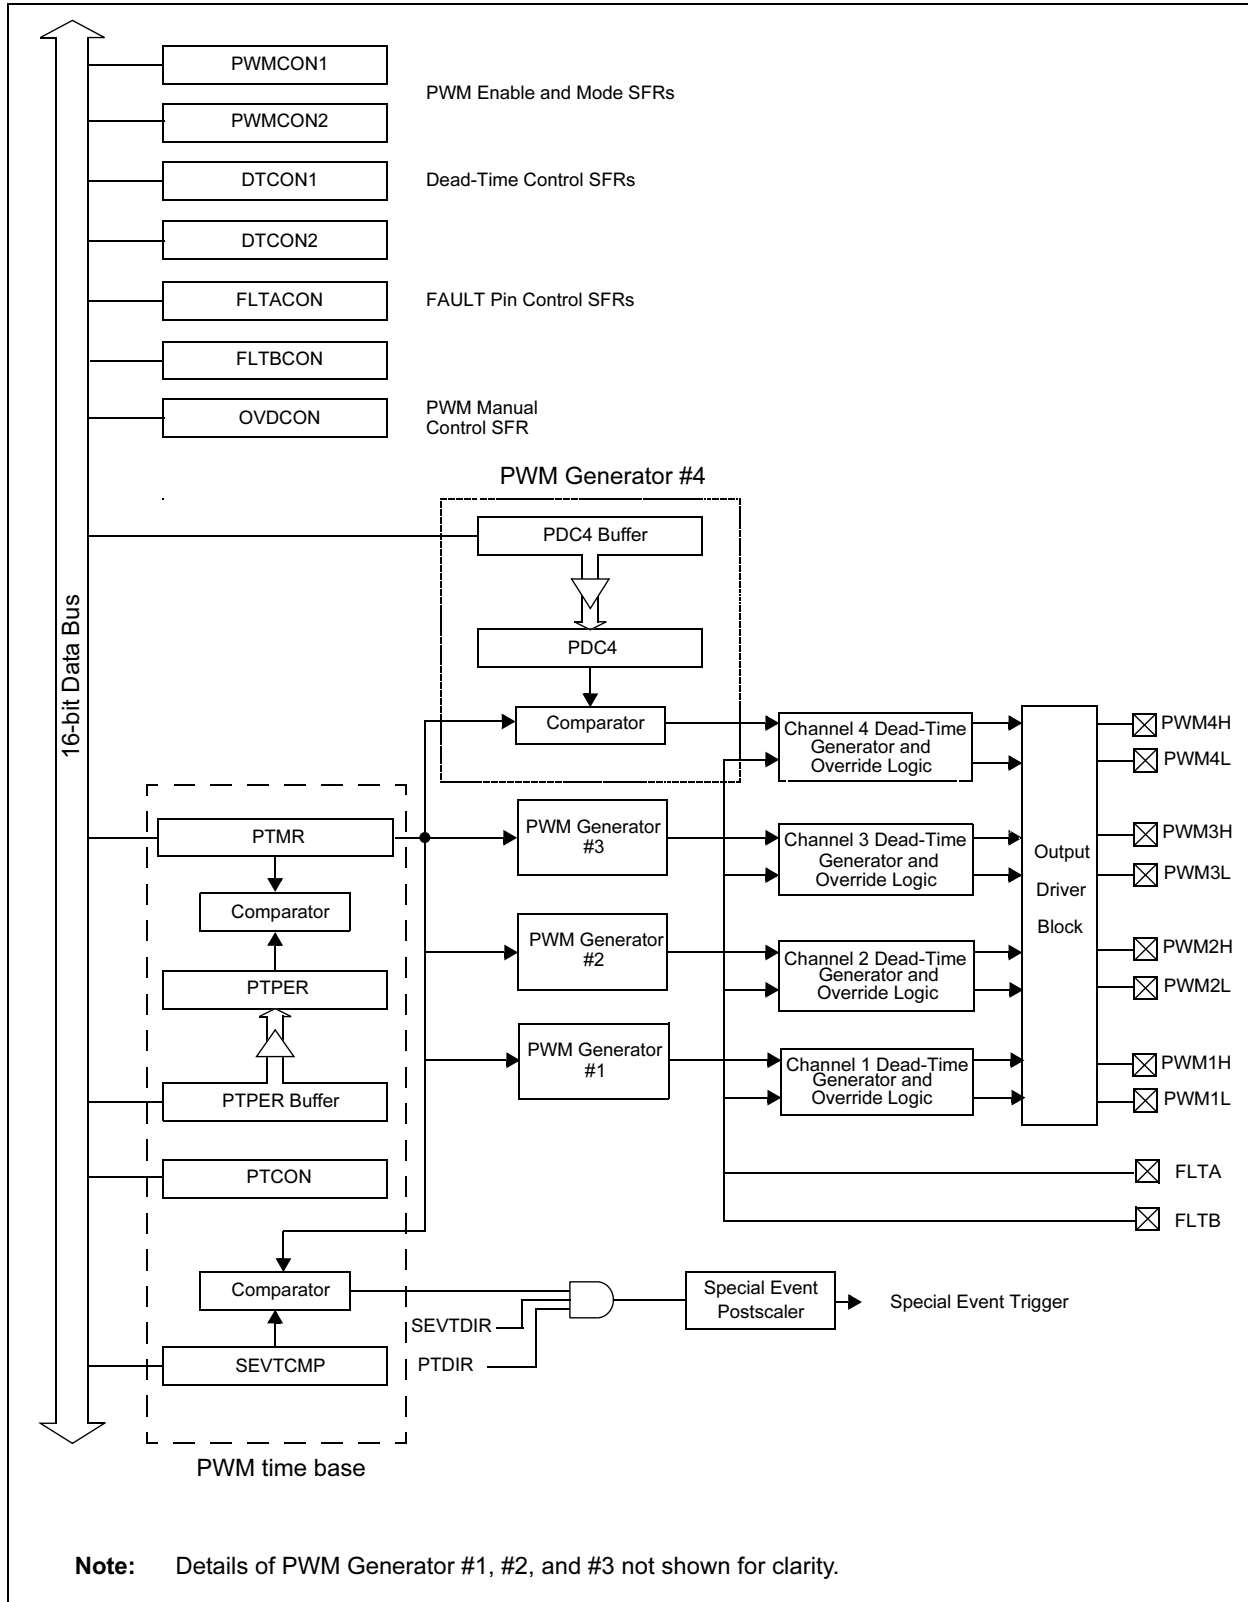 PWMCON1
PWM Enable and Mode SFRs
PWMCON2
DTCON1
Dead-Time Control SFRs
DTCON2
FLTACON
FAULT Pin Control SFRs
FLTBCON
OVDCON
PWM Manual
Control SFR
PWM Generator #4
PDC4 Buffer
PDC4
Comparator
16-bit Data Bus
Channel 4 Dead-Time
Generator and
Override Logic
PWM4H
PWM4L
PTMR
Comparator
PTPER
PTPER Buffer
PTCON
Comparator
SEVTCMP
PWM time base
PWM Generator
#3
Channel 3 Dead-Time
Generator and
Override Logic
PWM3H
PWM3L
Output
Driver
Block
PWM Generator
#2
Channel 2 Dead-Time
Generator and
Override Logic
PWM2H
PWM2L
PWM Generator
#1
Channel 1 Dead-Time
Generator and
Override Logic
PWM1H
PWM1L
FLTA
FLTB
SEVTDIR
PTDIR
Special Event
Postscaler
Special Event Trigger
Note: Details of PWM Generator #1, #2, and #3 not shown for clarity.